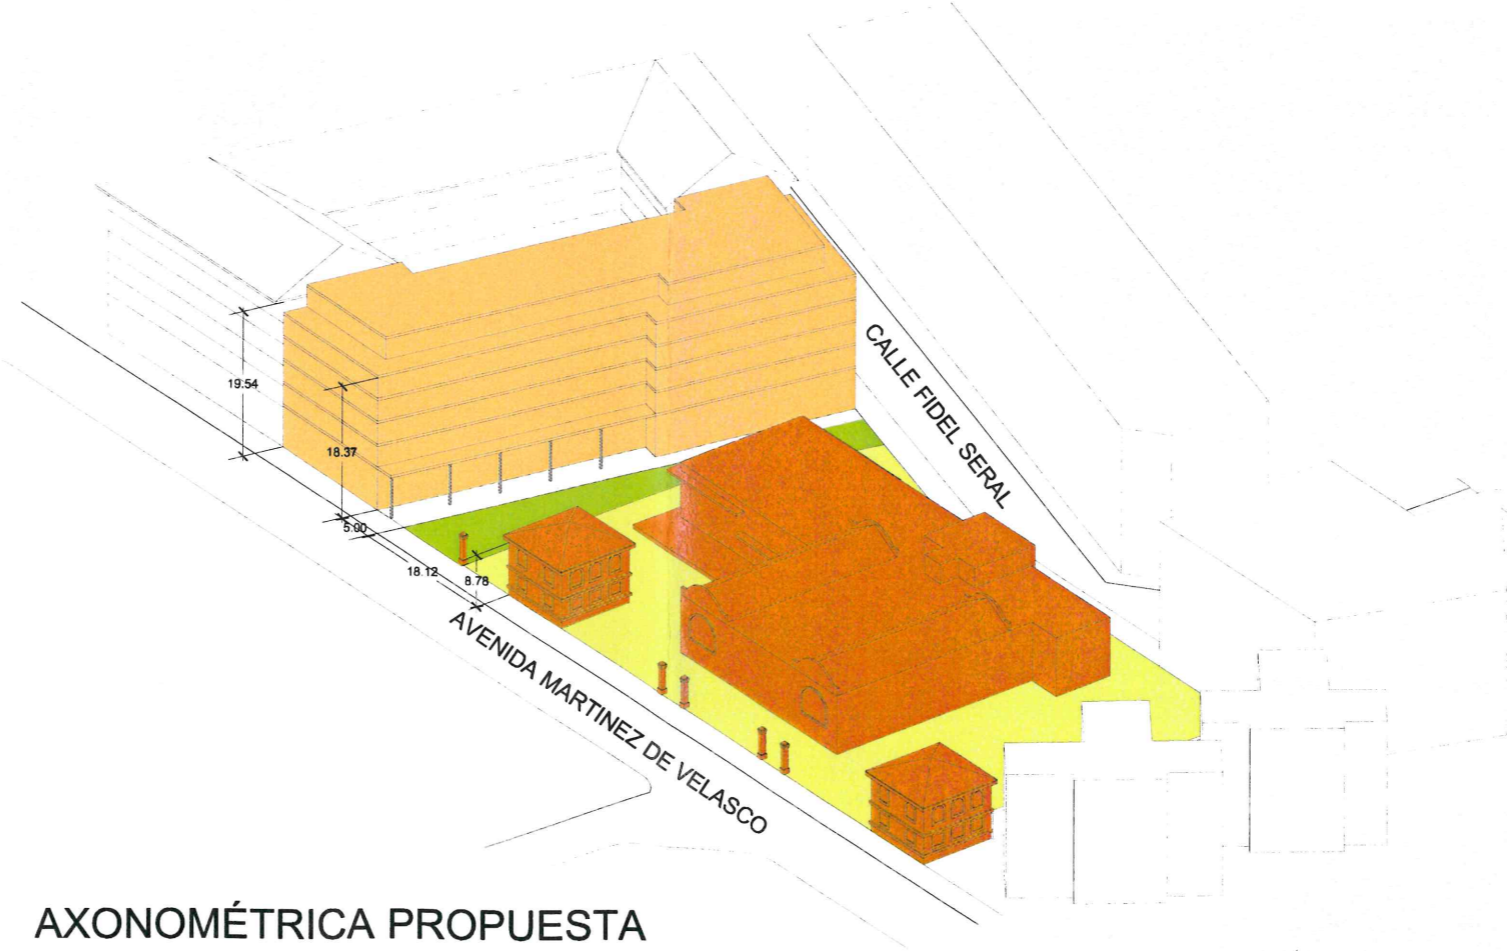 CALLE FIDEL SERAL
19.54
18.37
5.00
18.12
8.78
AVENIDA MARTINEZ DE VELASCO
AXONOMÉTRICA PROPUESTA